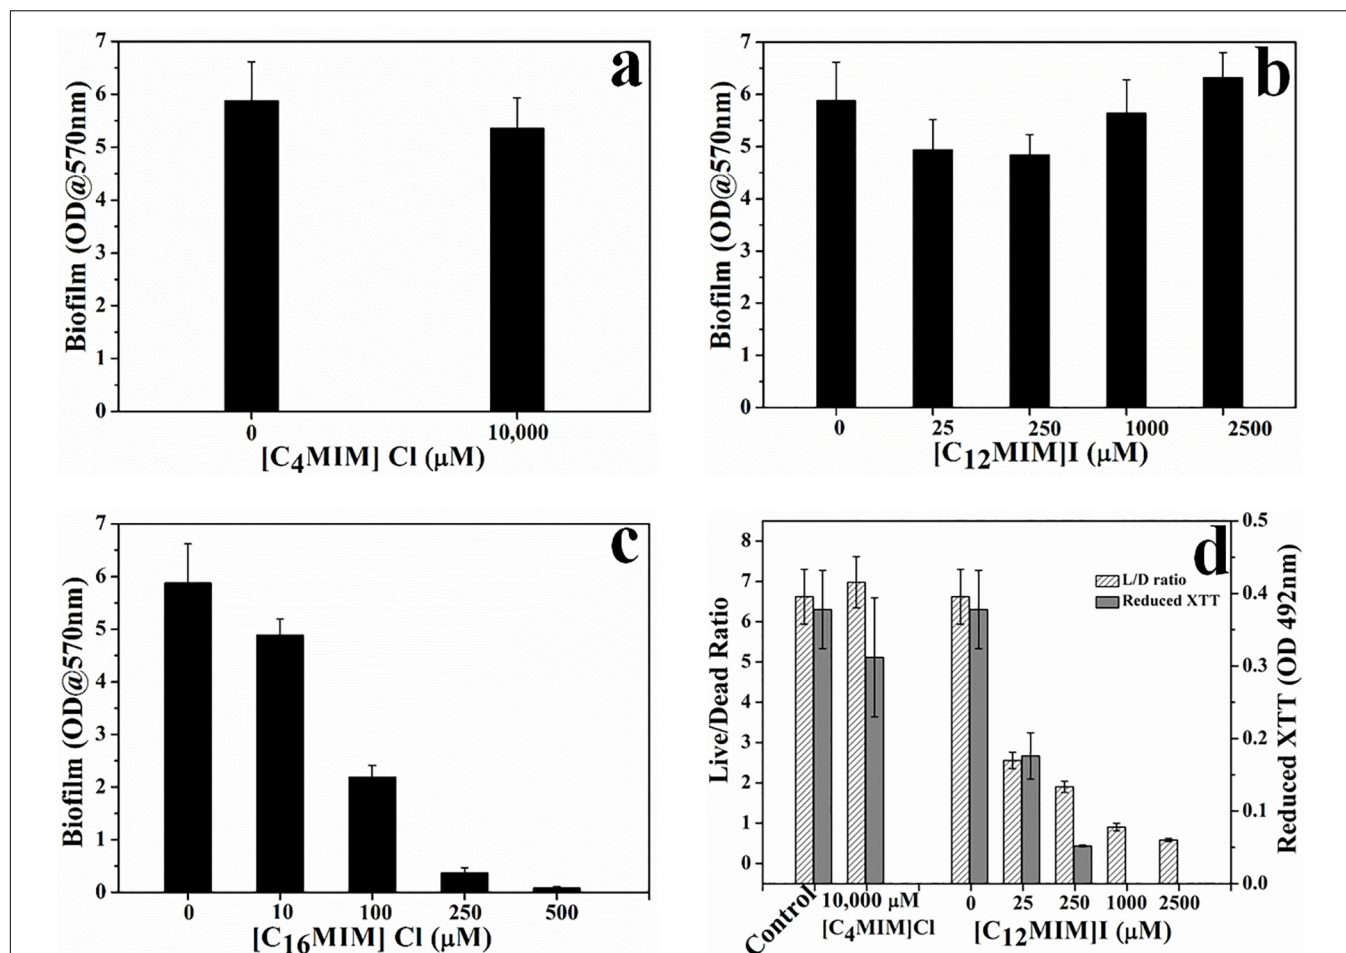 a
7
6
5
4
3
2
1
0
Biofilm (OD@570nm)
0 10,000
[C4MIM] Cl (μM)
b
7
6
5
4
3
2
1
0
Biofilm (OD@570nm)
0 25 250 1000 2500
[C12MIM]I (μM)
c
7
6
5
4
3
2
1
0
Biofilm (OD@570nm)
0 10 100 250 500
[C16MIM] Cl (μM)
d
8
7
6
5
4
3
2
1
0
Live/Dead Ratio
L/D ratio
Reduced XTT
0.5
0.4
0.3
0.2
0.1
0.0
Reduced XTT (OD 492nm)
Control
10,000 μM
[C4MIM]Cl
0 25 250 1000 2500
[C12MIM]I (μM)